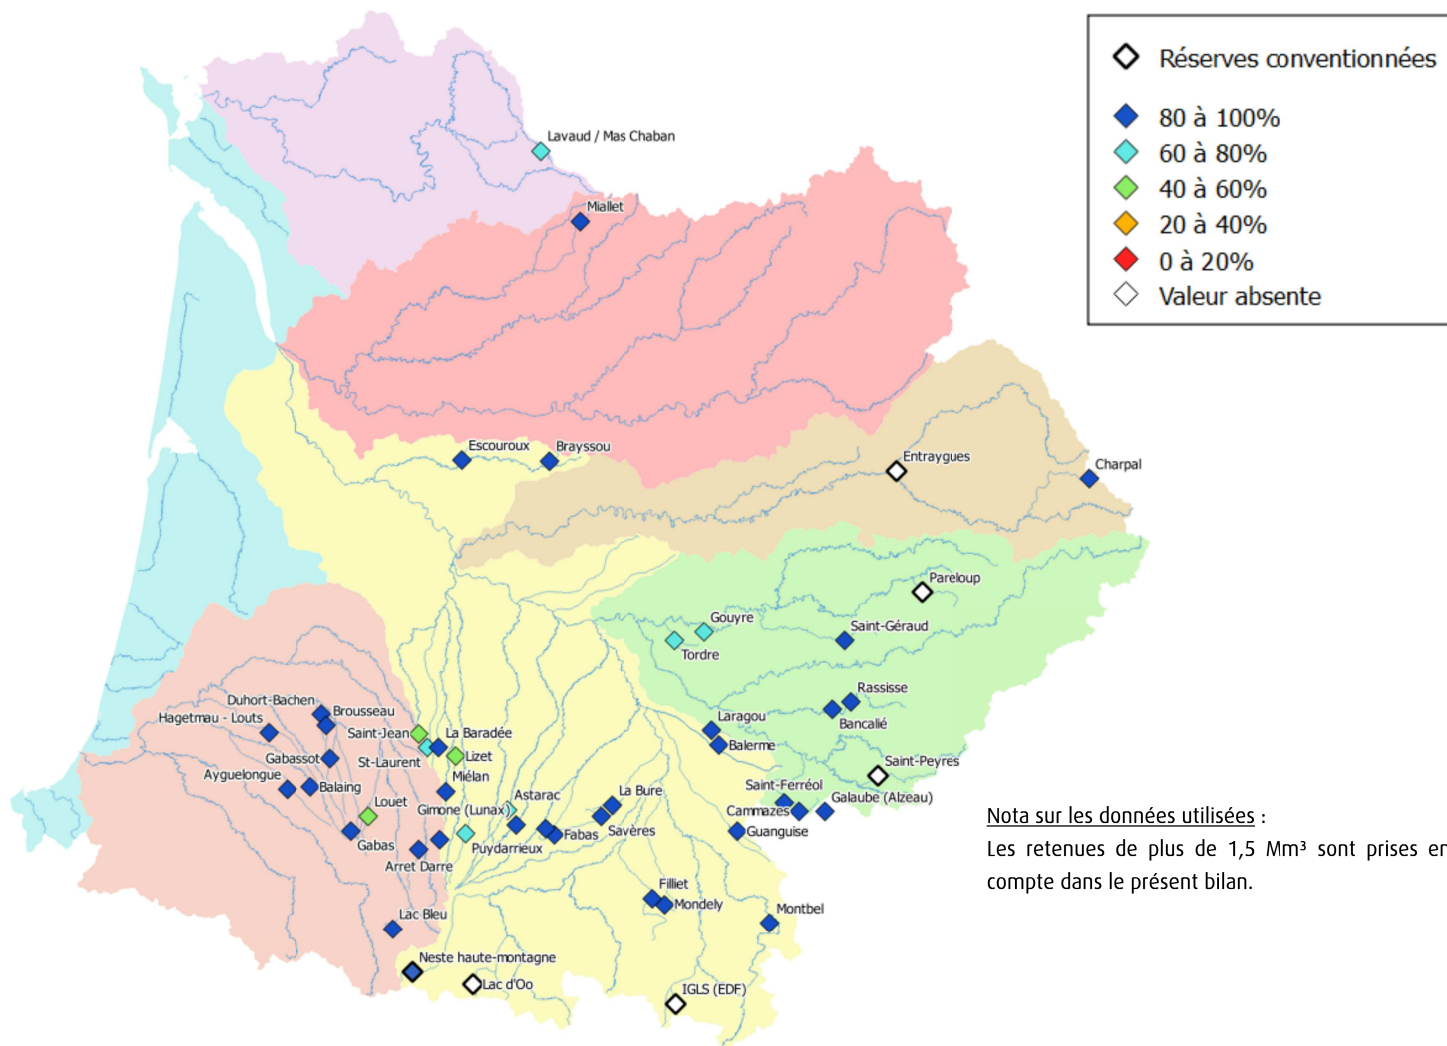 Réserves conventionnées
80 à 100%
60 à 80%
40 à 60%
20 à 40%
0 à 20%
Valeur absente
Lavaud / Mas Chaban
Miallet
Escouroux
Brayssou
Entraygues
Charpal
Pareloup
Gouyre
Saint-Géraud
Tordre
Rassisse
Bancalié
Duhort-Bachen
Brousseau
Hagetmau - Louts
Saint-Jean
La Baradée
Laragou
Balerme
Gabassot
St-Laurent
Lizet
Saint-Peyres
Ayguelongue
Balaing
Miélan
Louet
Gimone (Lunax)
Astarac
La Bure
Saint-Ferréol
Galaube (Alzeau)
Cammazes
Gabas
Puydarrieux
Fabas
Savères
Guanguise
Arret Darre
Filliet
Mondely
Montbel
Lac Bleu
Neste haute-montagne
Lac d'Oo
IGLS (EDF)
Nota sur les données utilisées :
Les retenues de plus de 1,5 Mm³ sont prises en
compte dans le présent bilan.